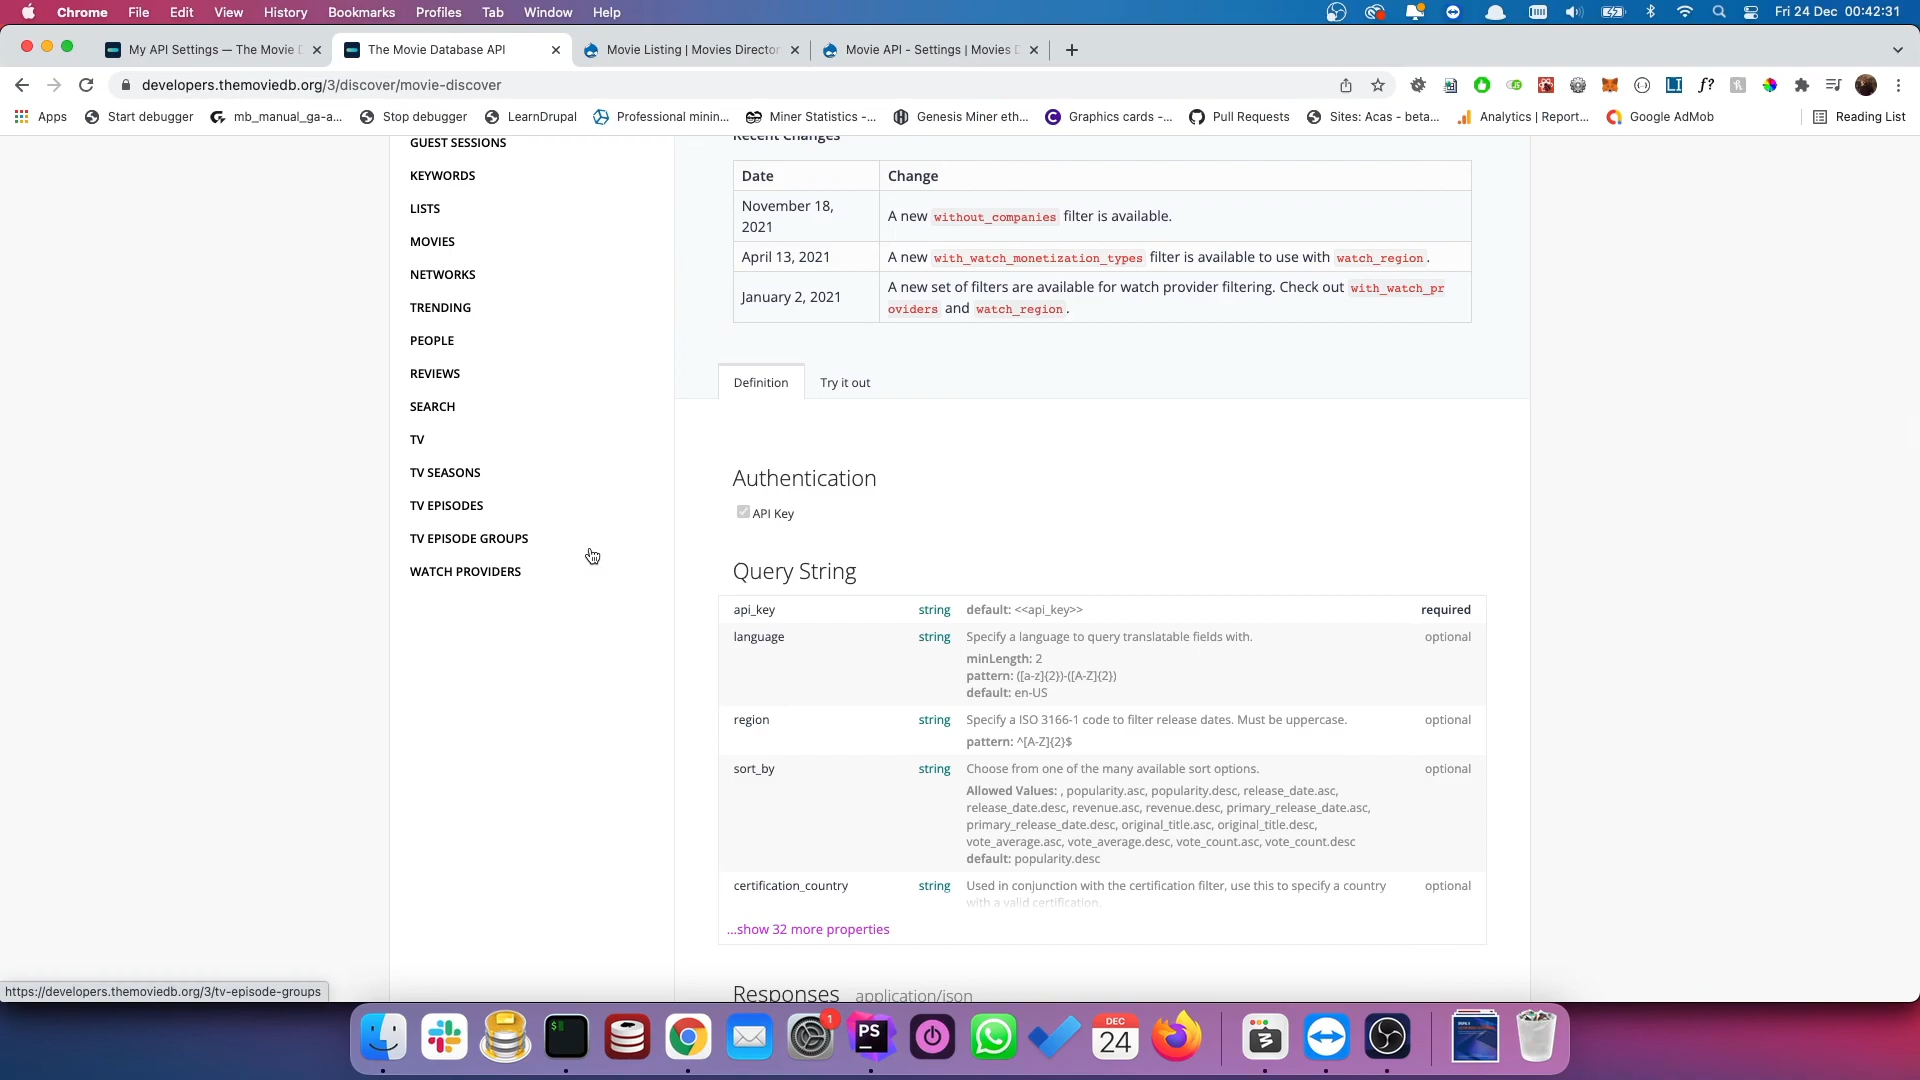 Chrome File Edit View History Bookmarks Profiles Tab Window Help Fri 24 Dec 00:42:31
My API Settings — The Movie D The Movie Database API Movie Listing | Movies Director Movie API - Settings | Movies D
developers.themoviedb.org/3/discover/movie-discover
Apps Start debugger mb_manual_ga-a... Stop debugger LearnDrupal Professional minin... Miner Statistics -... Genesis Miner eth... Graphics cards -... Pull Requests Sites: Acas - beta... Analytics | Report... Google AdMob Reading List
GUEST SESSIONS
KEYWORDS
LISTS
MOVIES
NETWORKS
TRENDING
PEOPLE
REVIEWS
SEARCH
TV
TV SEASONS
TV EPISODES
TV EPISODE GROUPS
WATCH PROVIDERS
Recent Changes
Date Change
November 18,
2021
A new without_companies filter is available.
April 13, 2021 A new with_watch_monetization_types filter is available to use with watch_region.
January 2, 2021
A new set of filters are available for watch provider filtering. Check out with_watch_pr
oviders and watch_region.
Definition Try it out
Authentication
API Key
Query String
api_key string default: <<api_key>> required
language string Specify a language to query translatable fields with. optional
minLength: 2
pattern: ([a-z]{2})-([A-Z]{2})
default: en-US
region string Specify a ISO 3166-1 code to filter release dates. Must be uppercase. optional
pattern: ^[A-Z]{2}$
sort_by string Choose from one of the many available sort options. optional
Allowed Values: , popularity.asc, popularity.desc, release_date.asc,
release_date.desc, revenue.asc, revenue.desc, primary_release_date.asc,
primary_release_date.desc, original_title.asc, original_title.desc,
vote_average.asc, vote_average.desc, vote_count.asc, vote_count.desc
default: popularity.desc
certification_country string Used in conjunction with the certification filter, use this to specify a country optional
with a valid certification.
...show 32 more properties
Responses application/json
https://developers.themoviedb.org/3/tv-episode-groups
1
PS
DEC
24